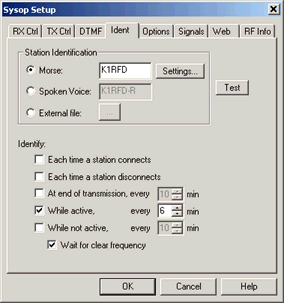 Sysop Setup
RX Ctrl TX Ctrl DTMF Ident Options Signals Web RF Info
Station Identification
Morse: K1RFD Settings...
Spoken Voice: K1RFD-R Test
External file: ...
Identify:
Each time a station connects
Each time a station disconnects
At end of transmission, every 10 min
While active, every 6 min
While not active, every 10 min
Wait for clear frequency
OK Cancel Help